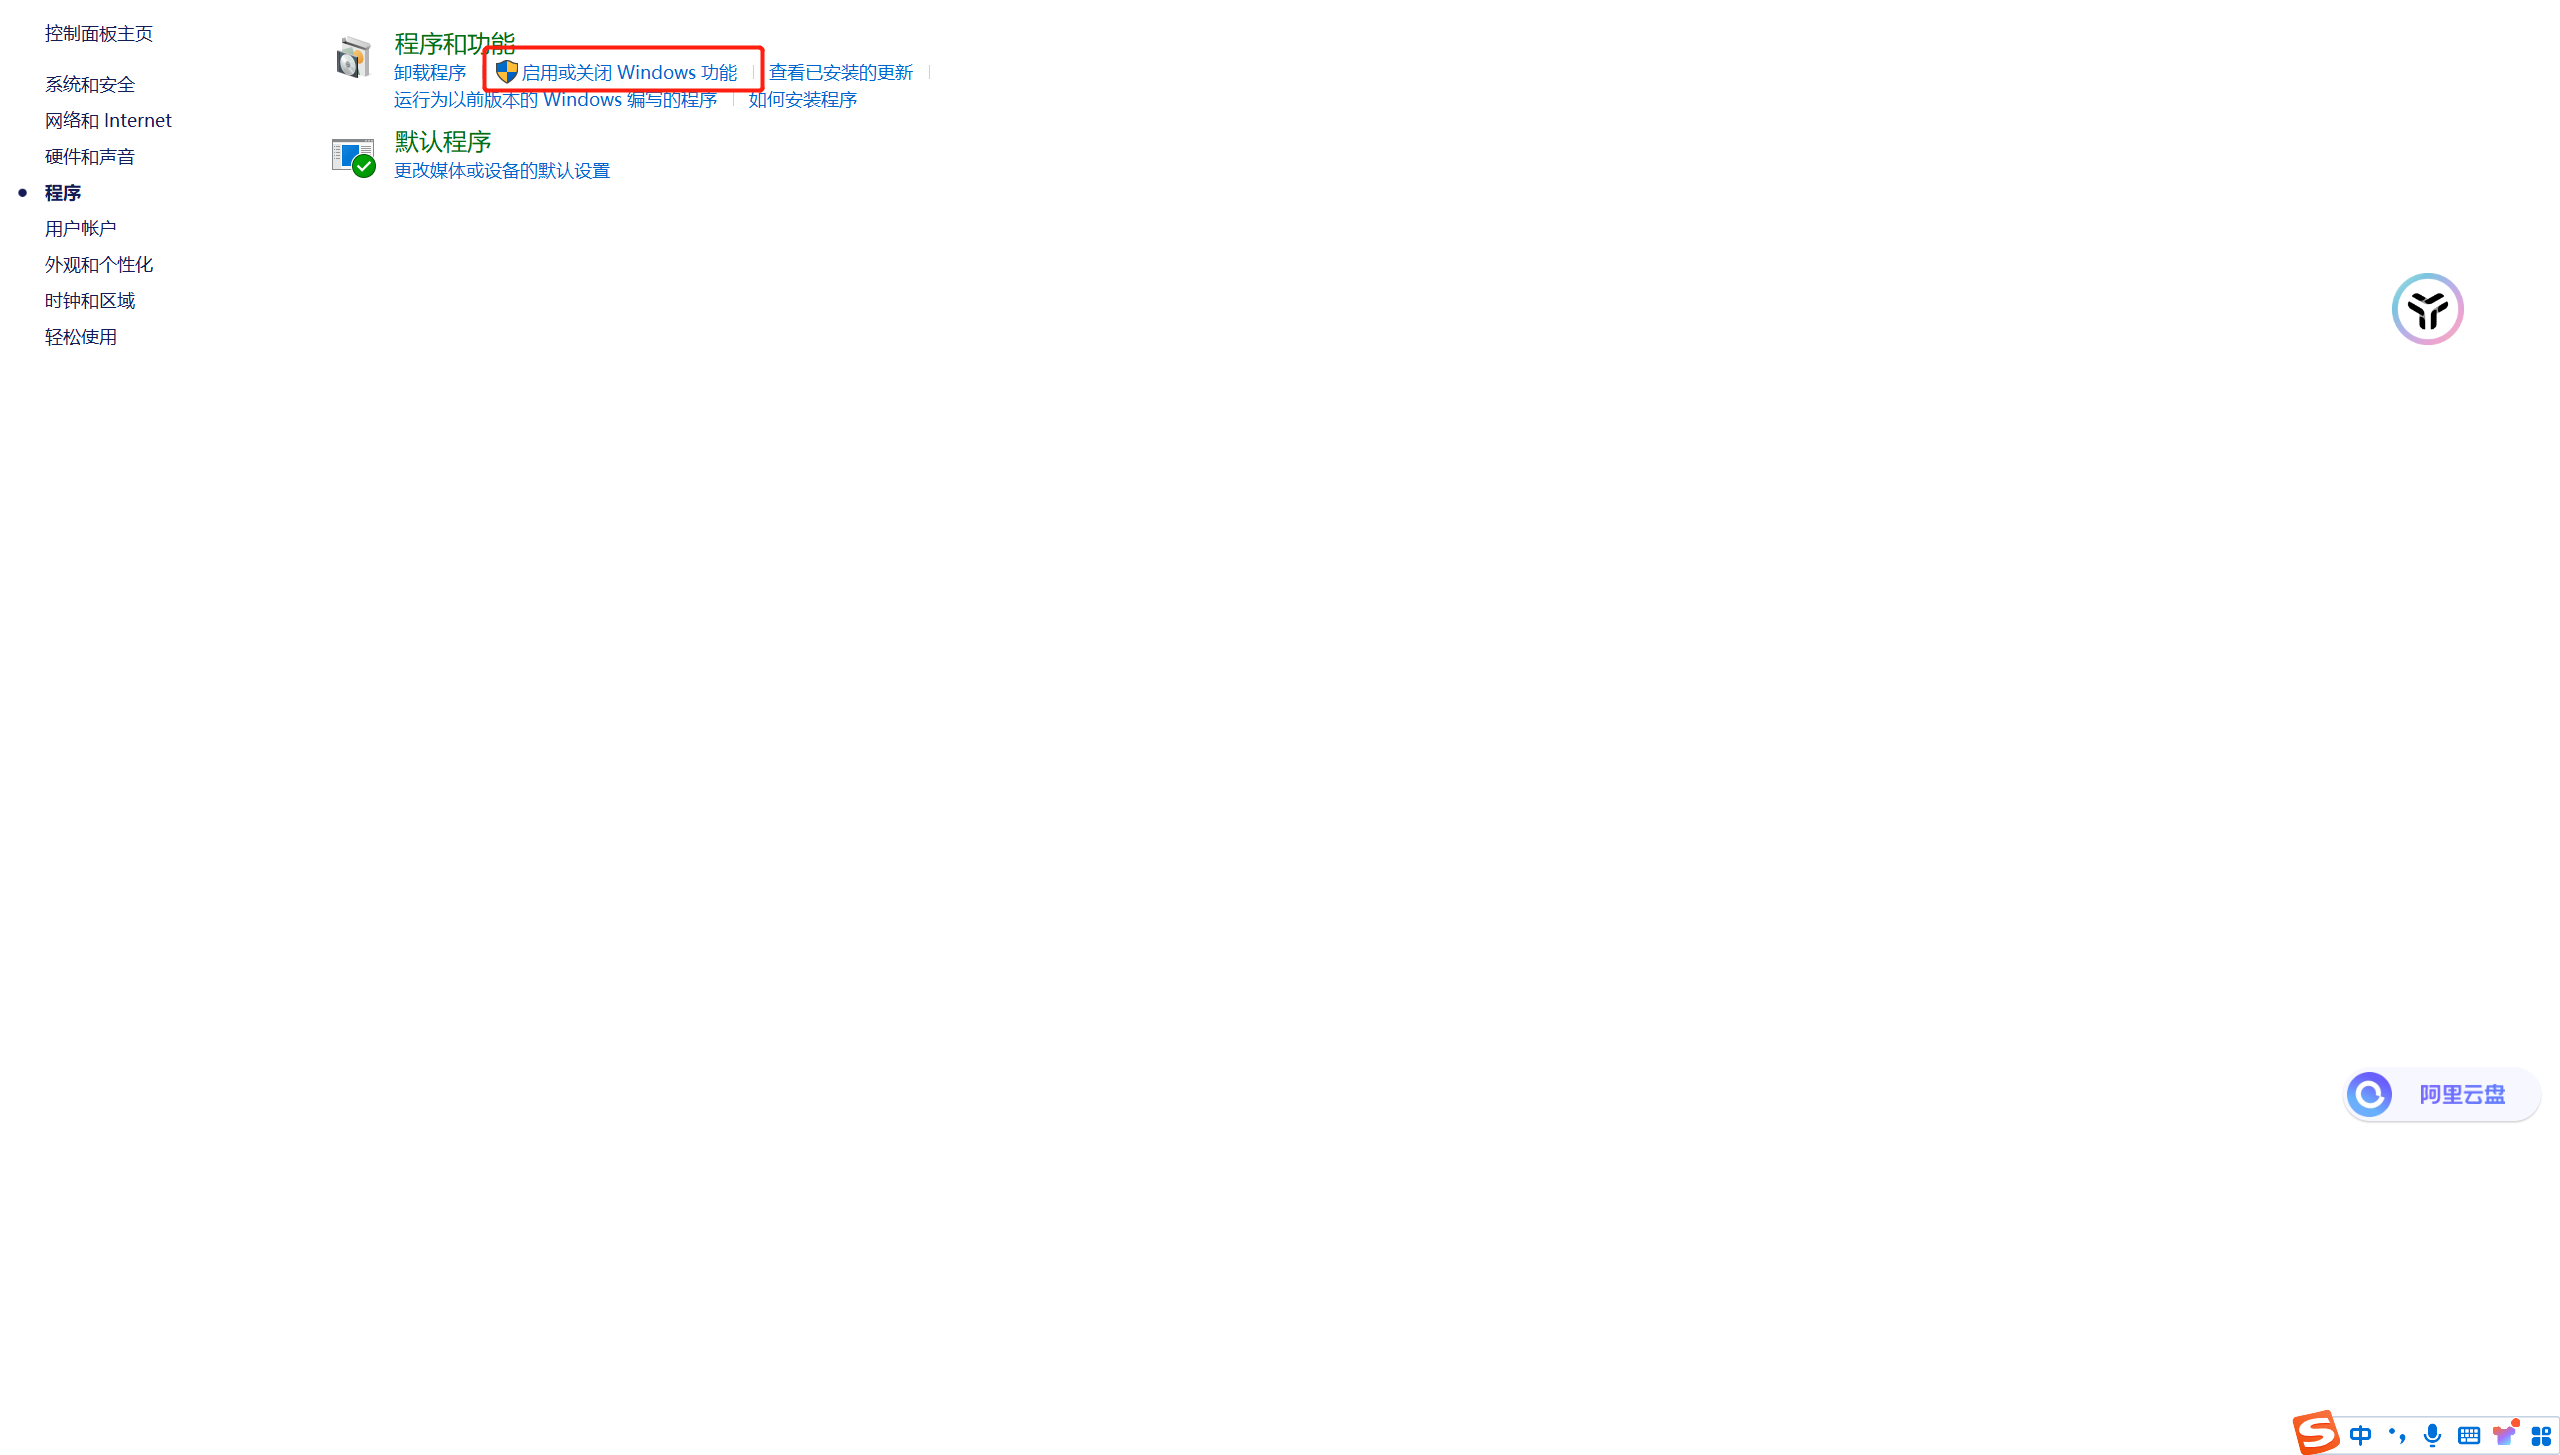 控制面板主页
系统和安全
网络和 Internet
硬件和声音
程序
用户帐户
外观和个性化
时钟和区域
轻松使用
程序和功能
卸载程序 启用或关闭 Windows 功能 查看已安装的更新
运行为以前版本的 Windows 编写的程序 如何安装程序
默认程序
更改媒体或设备的默认设置
阿里云盘
中